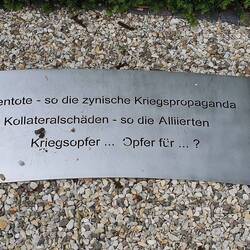 entote - so die zynische Kriegspropaganda
Kollateralschäden - so die Alliierten
Kriegsopfer ... Opfer für ... ?